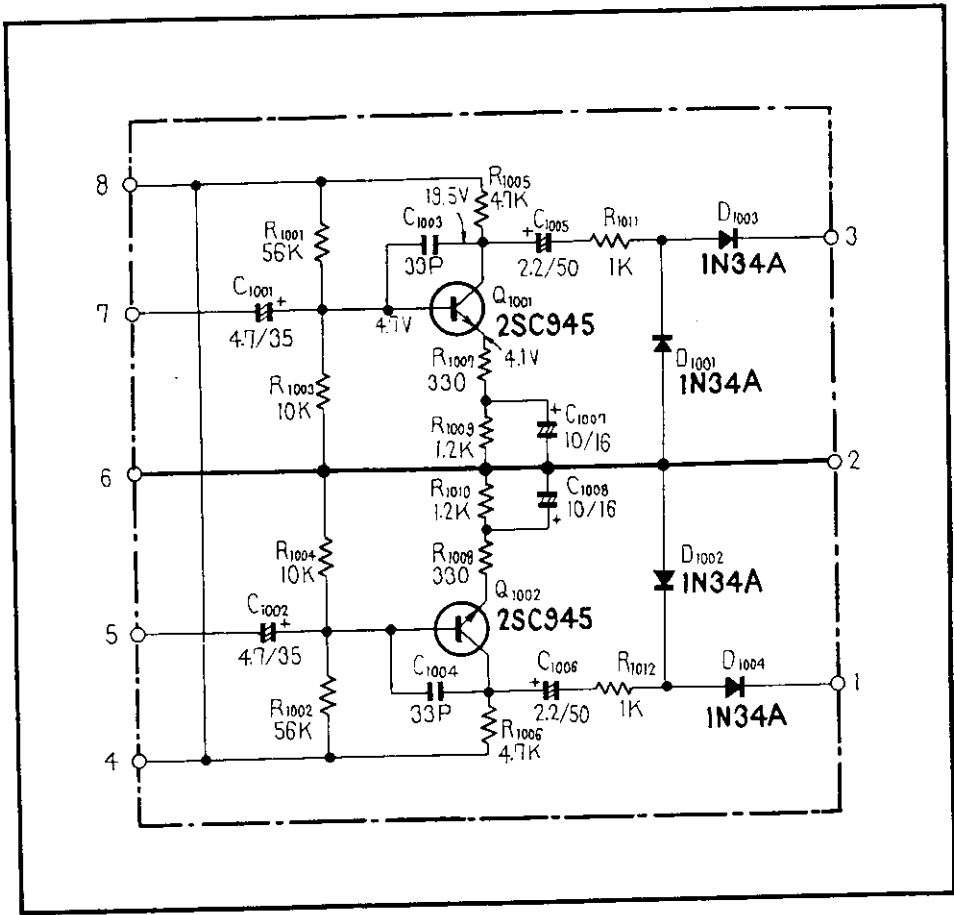 8
R1005
4.7K
19.5V
C1003
33P
R1001
56K
C1005
2.2/50
R1011
1K
D1003
1N34A
3
C1001
4.7/35
7
4.7V
Q1001
2SC945
4.1V
R1007
330
D1001
1N34A
R1003
10K
C1007
10/16
R1009
1.2K
6
2
R1010
1.2K
C1008
10/16
R1004
10K
R1008
330
D1002
1N34A
Q1002
2SC945
C1002
4.7/35
5
C1004
33P
C1006
2.2/50
R1012
1K
D1004
1N34A
1
R1002
56K
R1006
4.7K
4